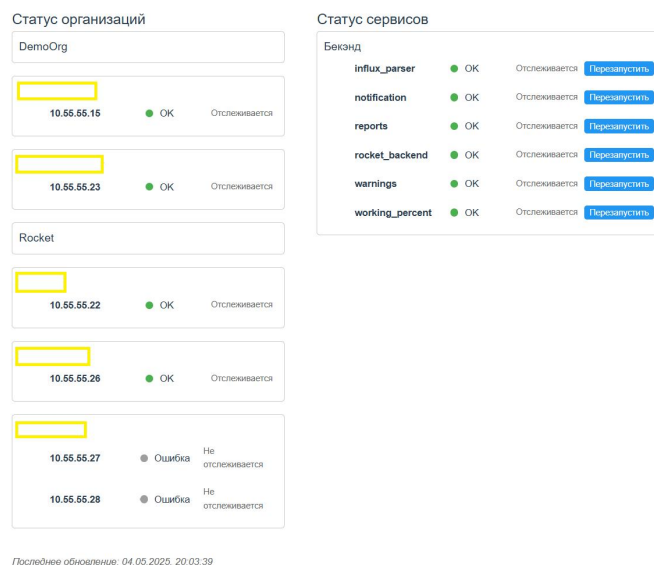 Статус организаций
DemoOrg
10.55.55.15 OK Отслеживается
10.55.55.23 OK Отслеживается
Rocket
10.55.55.22 OK Отслеживается
10.55.55.26 OK Отслеживается
10.55.55.27 Ошибка Не
отслеживается
10.55.55.28 Ошибка Не
отслеживается
Последнее обновление: 04.05.2025, 20:03:39
Статус сервисов
Бекэнд
influx_parser OK Отслеживается Перезапустить
notification OK Отслеживается Перезапустить
reports OK Отслеживается Перезапустить
rocket_backend OK Отслеживается Перезапустить
warnings OK Отслеживается Перезапустить
working_percent OK Отслеживается Перезапустить